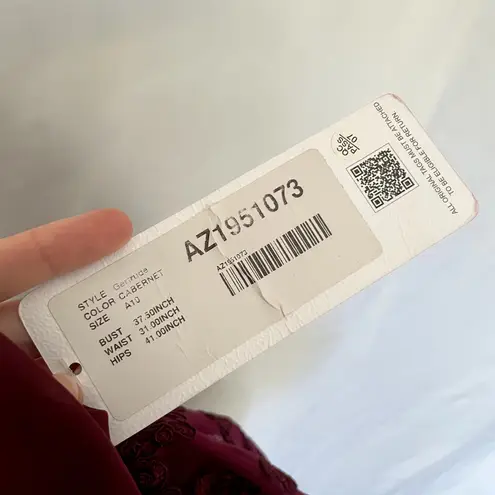 AZ1951073
AZ1951073
STYLE Gertrude
COLOR CABERNET
SIZE A10
BUST 37.50INCH
WAIST 31.00INCH
HIPS 41.00INCH
ALL ORIGINAL TAGS MUST BE ATTACHED
TO BE ELIGIBLE FOR RETURN.